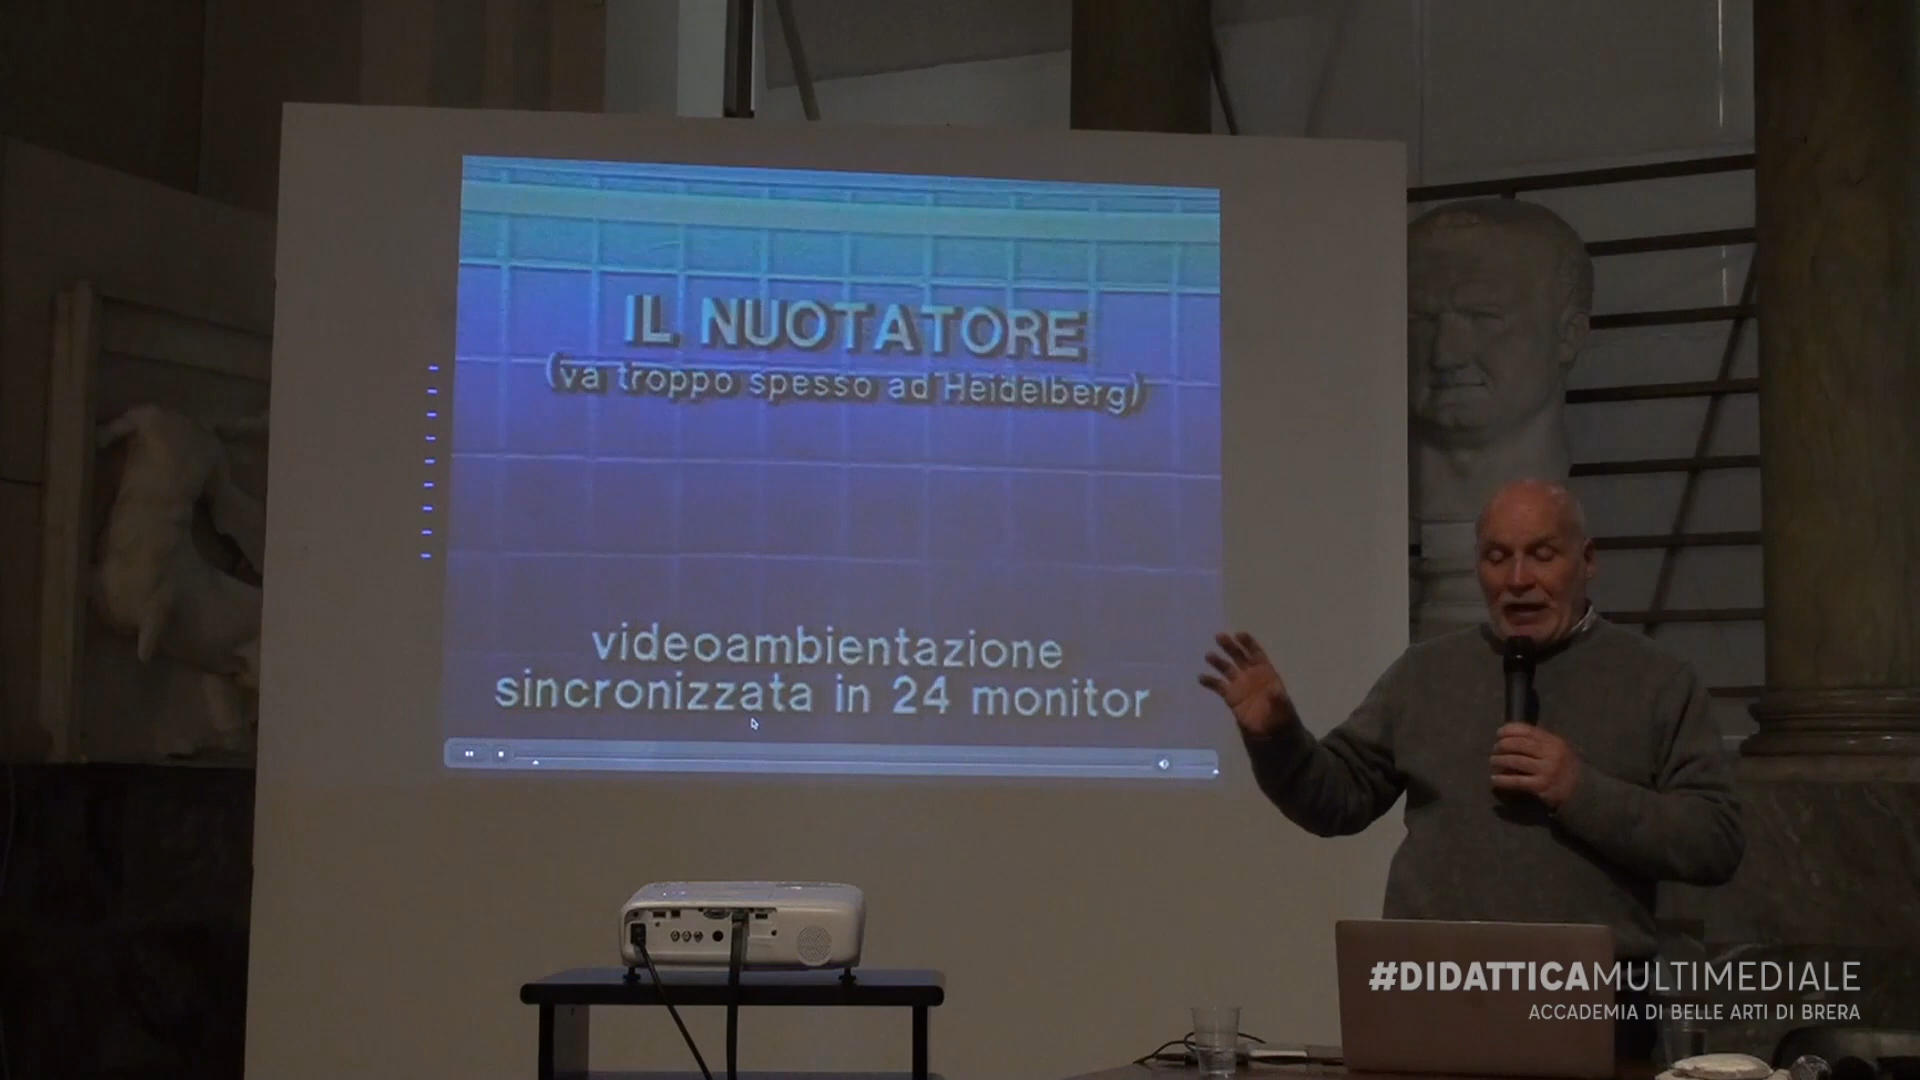 IL NUOTATORE
(va troppo spesso ad Heidelberg)
videoambientazione
sincronizzata in 24 monitor
#DIDATTICAMULTIMEDIALE
ACCADEMIA DI BELLE ARTI DI BRERA